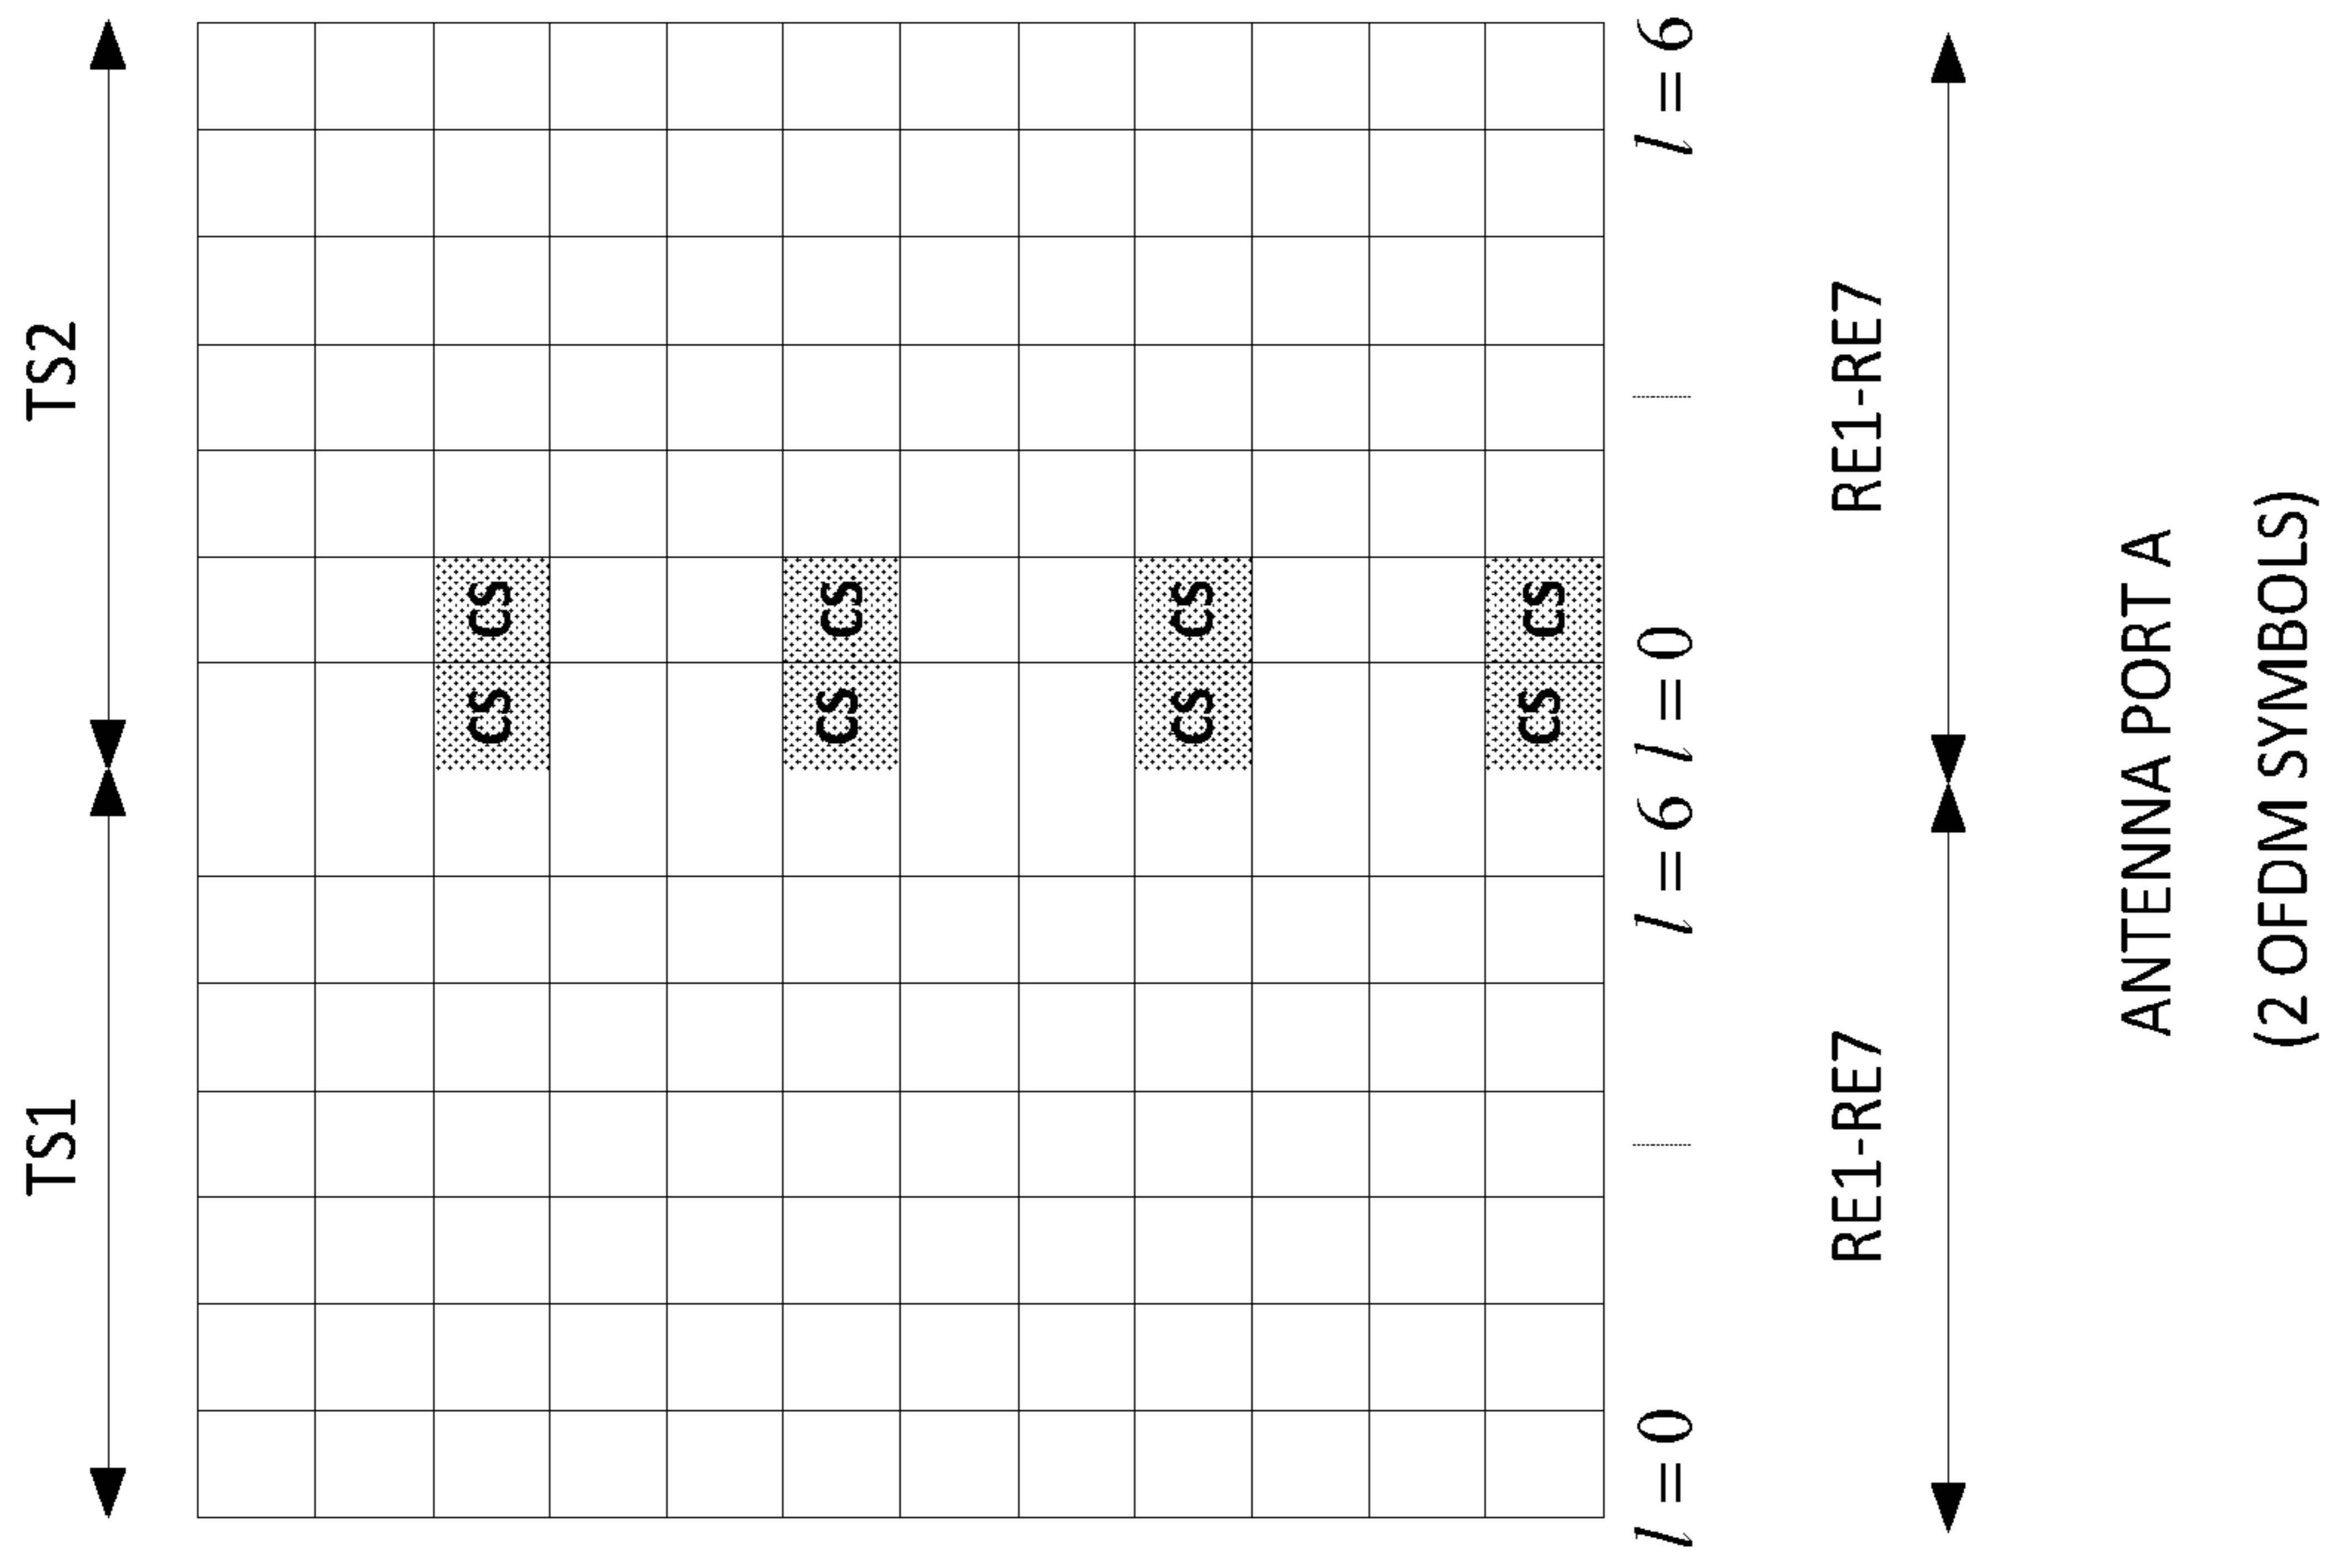 TS1 TS2
CS CS
CS CS
CS CS
CS CS
l = 0 l = 6 l = 0 l = 6
RE1-RE7 RE1-RE7
ANTENNA PORT A
(2 OFDM SYMBOLS)